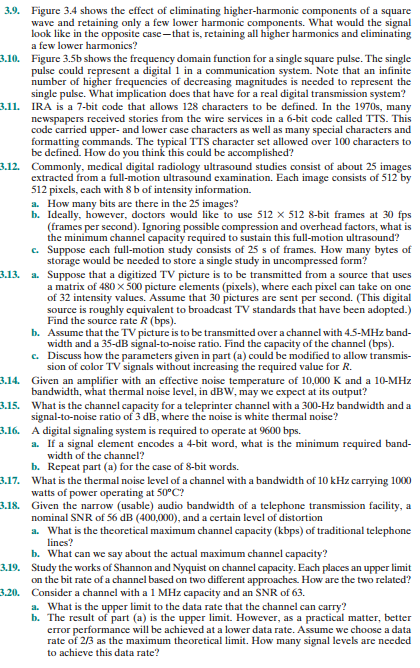 3.9. Figure 3.4 shows the effect of eliminating higher-harmonic components of a square
wave and retaining only a few lower harmonic components. What would the signal
look like in the opposite case—that is, retaining all higher harmonics and eliminating
a few lower harmonics?
3.10. Figure 3.5b shows the frequency domain function for a single square pulse. The single
pulse could represent a digital 1 in a communication system. Note that an infinite
number of higher frequencies of decreasing magnitudes is needed to represent the
single pulse. What implication does that have for a real digital transmission system?
3.11. IRA is a 7-bit code that allows 128 characters to be defined. In the 1970s, many
newspapers received stories from the wire services in a 6-bit code called TTS. This
code carried upper- and lower case characters as well as many special characters and
formatting commands. The typical TTS character set allowed over 100 characters to
be defined. How do you think this could be accomplished?
3.12. Commonly, medical digital radiology ultrasound studies consist of about 25 images
extracted from a full-motion ultrasound examination. Each image consists of 512 by
512 pixels, each with 8 b of intensity information.
a. How many bits are there in the 25 images?
b. Ideally, however, doctors would like to use 512 × 512 8-bit frames at 30 fps
(frames per second). Ignoring possible compression and overhead factors, what is
the minimum channel capacity required to sustain this full-motion ultrasound?
c. Suppose each full-motion study consists of 25 s of frames. How many bytes of
storage would be needed to store a single study in uncompressed form?
3.13. a. Suppose that a digitized TV picture is to be transmitted from a source that uses
a matrix of 480 × 500 picture elements (pixels), where each pixel can take on one
of 32 intensity values. Assume that 30 pictures are sent per second. (This digital
source is roughly equivalent to broadcast TV standards that have been adopted.)
Find the source rate R (bps).
b. Assume that the TV picture is to be transmitted over a channel with 4.5-MHz band-
width and a 35-dB signal-to-noise ratio. Find the capacity of the channel (bps).
c. Discuss how the parameters given in part (a) could be modified to allow transmis-
sion of color TV signals without increasing the required value for R.
3.14. Given an amplifier with an effective noise temperature of 10,000 K and a 10-MHz
bandwidth, what thermal noise level, in dBW, may we expect at its output?
3.15. What is the channel capacity for a teleprinter channel with a 300-Hz bandwidth and a
signal-to-noise ratio of 3 dB, where the noise is white thermal noise?
3.16. A digital signaling system is required to operate at 9600 bps.
a. If a signal element encodes a 4-bit word, what is the minimum required band-
width of the channel?
b. Repeat part (a) for the case of 8-bit words.
3.17. What is the thermal noise level of a channel with a bandwidth of 10 kHz carrying 1000
watts of power operating at 50°C?
3.18. Given the narrow (usable) audio bandwidth of a telephone transmission facility, a
nominal SNR of 56 dB (400,000), and a certain level of distortion
a. What is the theoretical maximum channel capacity (kbps) of traditional telephone
lines?
b. What can we say about the actual maximum channel capacity?
3.19. Study the works of Shannon and Nyquist on channel capacity. Each places an upper limit
on the bit rate of a channel based on two different approaches. How are the two related?
3.20. Consider a channel with a 1 MHz capacity and an SNR of 63.
a. What is the upper limit to the data rate that the channel can carry?
b. The result of part (a) is the upper limit. However, as a practical matter, better
error performance will be achieved at a lower data rate. Assume we choose a data
rate of 2/3 as the maximum theoretical limit. How many signal levels are needed
to achieve this data rate?